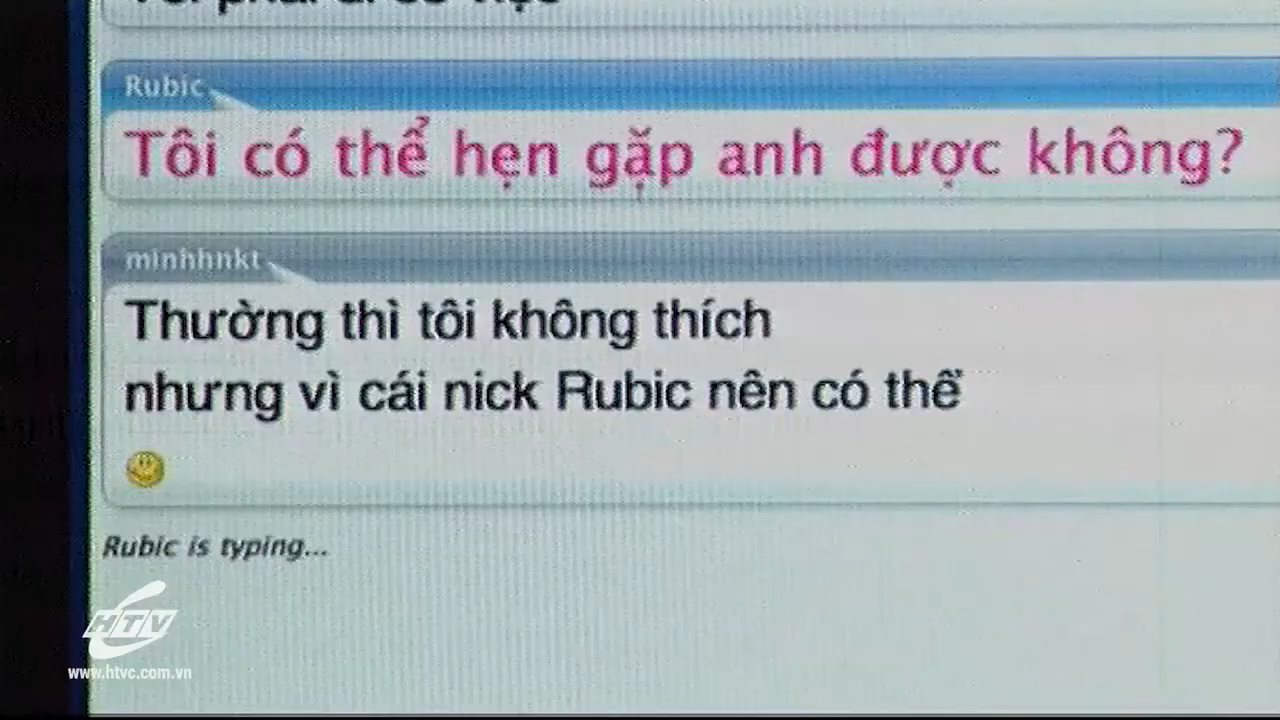 Rubic
Tôi có thể hẹn gặp anh được không?
minhhnkt
Thường thì tôi không thích
nhưng vì cái nick Rubic nên có thể
Rubic is typing...
HTV
www.htvc.com.vn